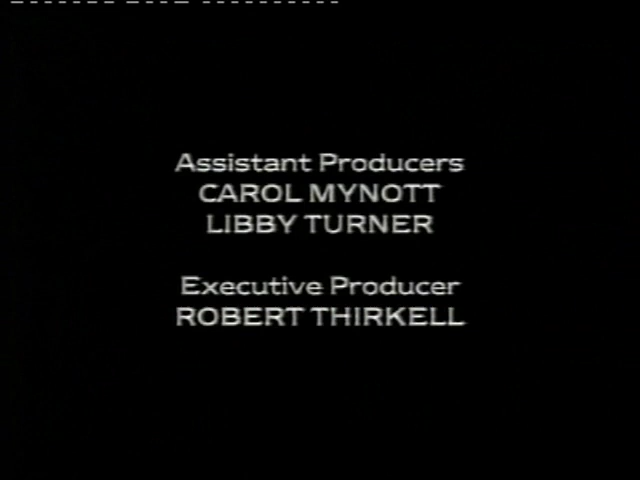 Assistant Producers
CAROL MYNOTT
LIBBY TURNER
Executive Producer
ROBERT THIRKELL